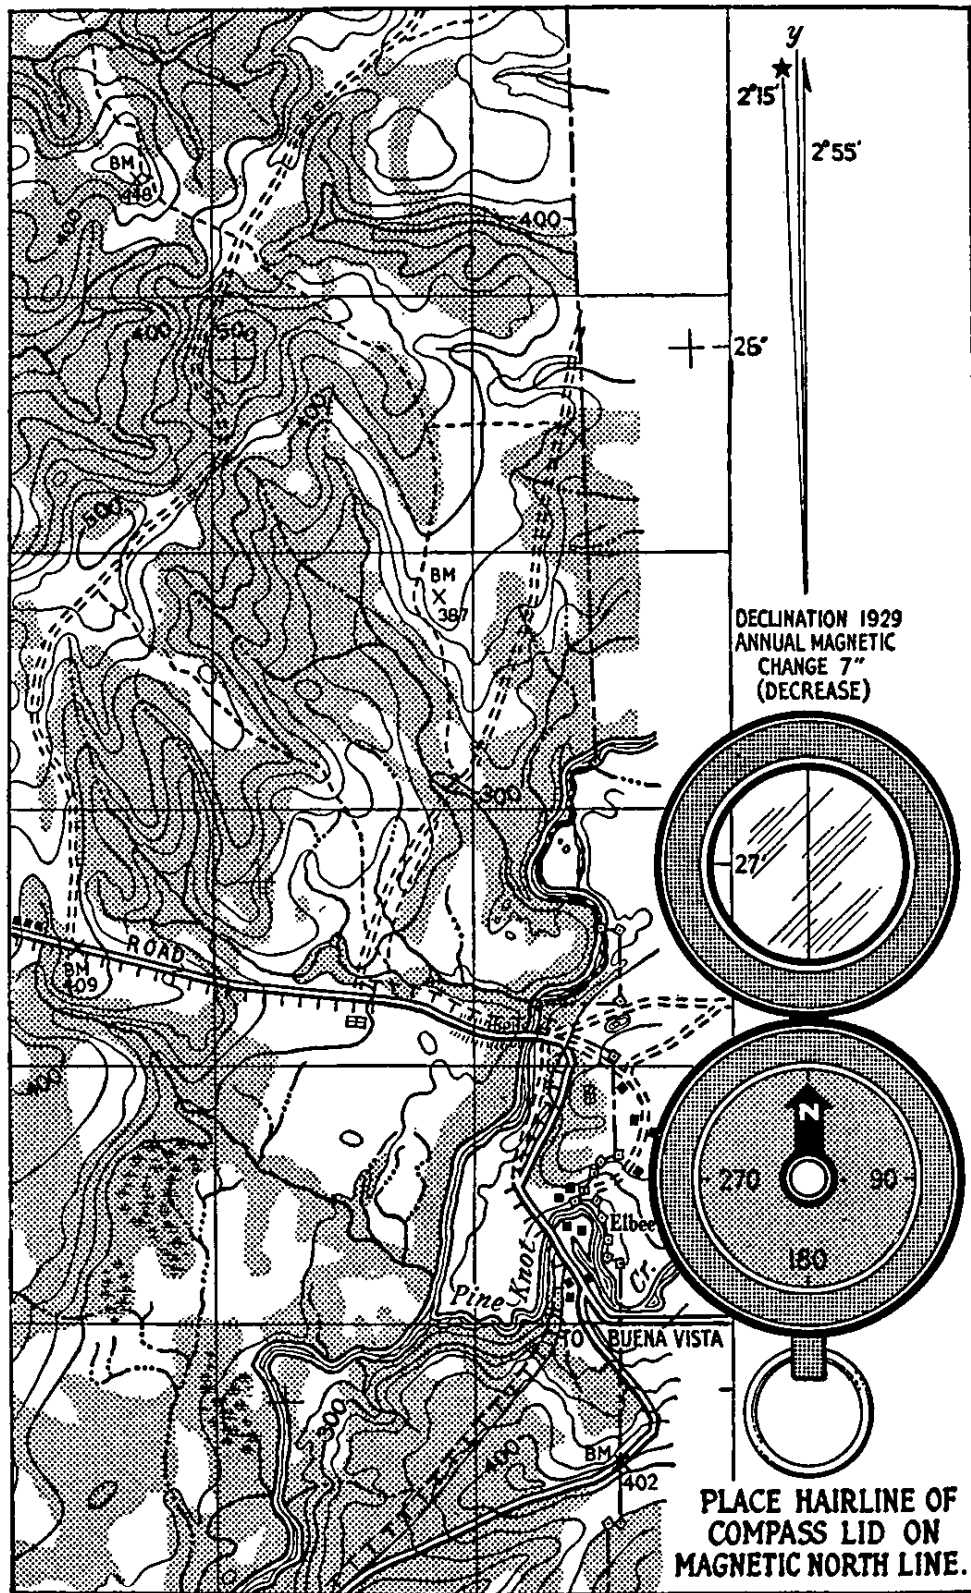 y
2°15'
2°55'
BM
448
400
400
400
500
26'
400
500
BM
387
DECLINATION 1929
ANNUAL MAGNETIC
CHANGE 7"
(DECREASE)
300
27'
ROAD
BM
409
400
N
270
90
180
Elbee
Pine Knot Cr.
TO BUENA VISTA
300
400
BM
402
PLACE HAIRLINE OF
COMPASS LID ON
MAGNETIC NORTH LINE.